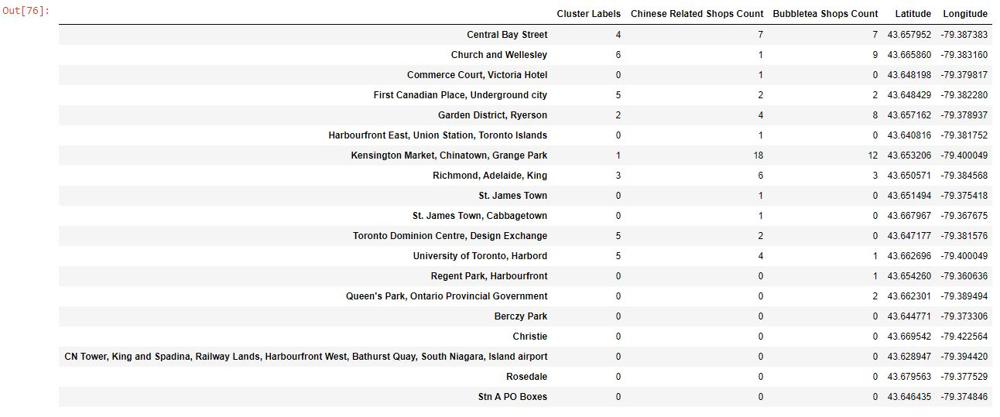 Out[76]:
Cluster Labels Chinese Related Shops Count Bubbletea Shops Count Latitude Longitude
Central Bay Street 4 7 7 43.657952 -79.387383
Church and Wellesley 6 1 9 43.665860 -79.383160
Commerce Court, Victoria Hotel 0 1 0 43.648198 -79.379817
First Canadian Place, Underground city 5 2 2 43.648429 -79.382280
Garden District, Ryerson 2 4 8 43.657162 -79.378937
Harbourfront East, Union Station, Toronto Islands 0 1 0 43.640816 -79.381752
Kensington Market, Chinatown, Grange Park 1 18 12 43.653206 -79.400049
Richmond, Adelaide, King 3 6 3 43.650571 -79.384568
St. James Town 0 1 0 43.651494 -79.375418
St. James Town, Cabbagetown 0 1 0 43.667967 -79.367675
Toronto Dominion Centre, Design Exchange 5 2 0 43.647177 -79.381576
University of Toronto, Harbord 5 4 1 43.662696 -79.400049
Regent Park, Harbourfront 0 0 1 43.654260 -79.360636
Queen's Park, Ontario Provincial Government 0 0 2 43.662301 -79.389494
Berczy Park 0 0 0 43.644771 -79.373306
Christie 0 0 0 43.669542 -79.422564
CN Tower, King and Spadina, Railway Lands, Harbourfront West, Bathurst Quay, South Niagara, Island airport 0 0 0 43.628947 -79.394420
Rosedale 0 0 0 43.679563 -79.377529
Stn A PO Boxes 0 0 0 43.646435 -79.374846